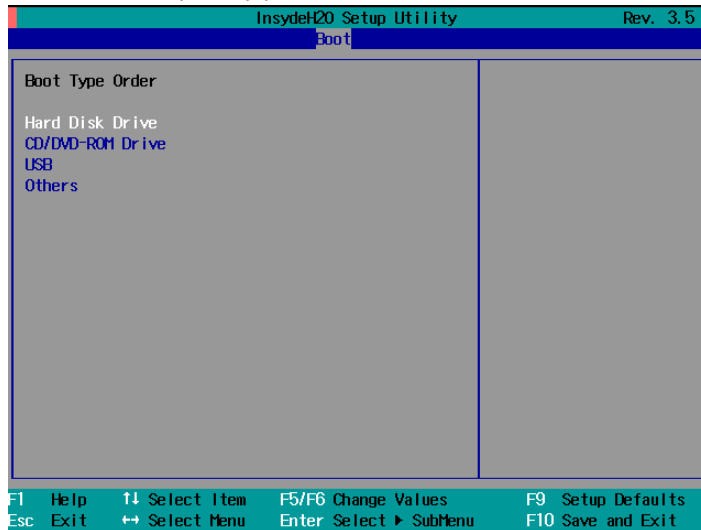 InsydeH20 Setup Utility Rev. 3.5
Boot
Boot Type Order
Hard Disk Drive
CD/DVD-ROM Drive
USB
Others
F1 Help ↑↓ Select Item F5/F6 Change Values F9 Setup Defaults
Esc Exit ↔ Select Menu Enter Select ▶ SubMenu F10 Save and Exit